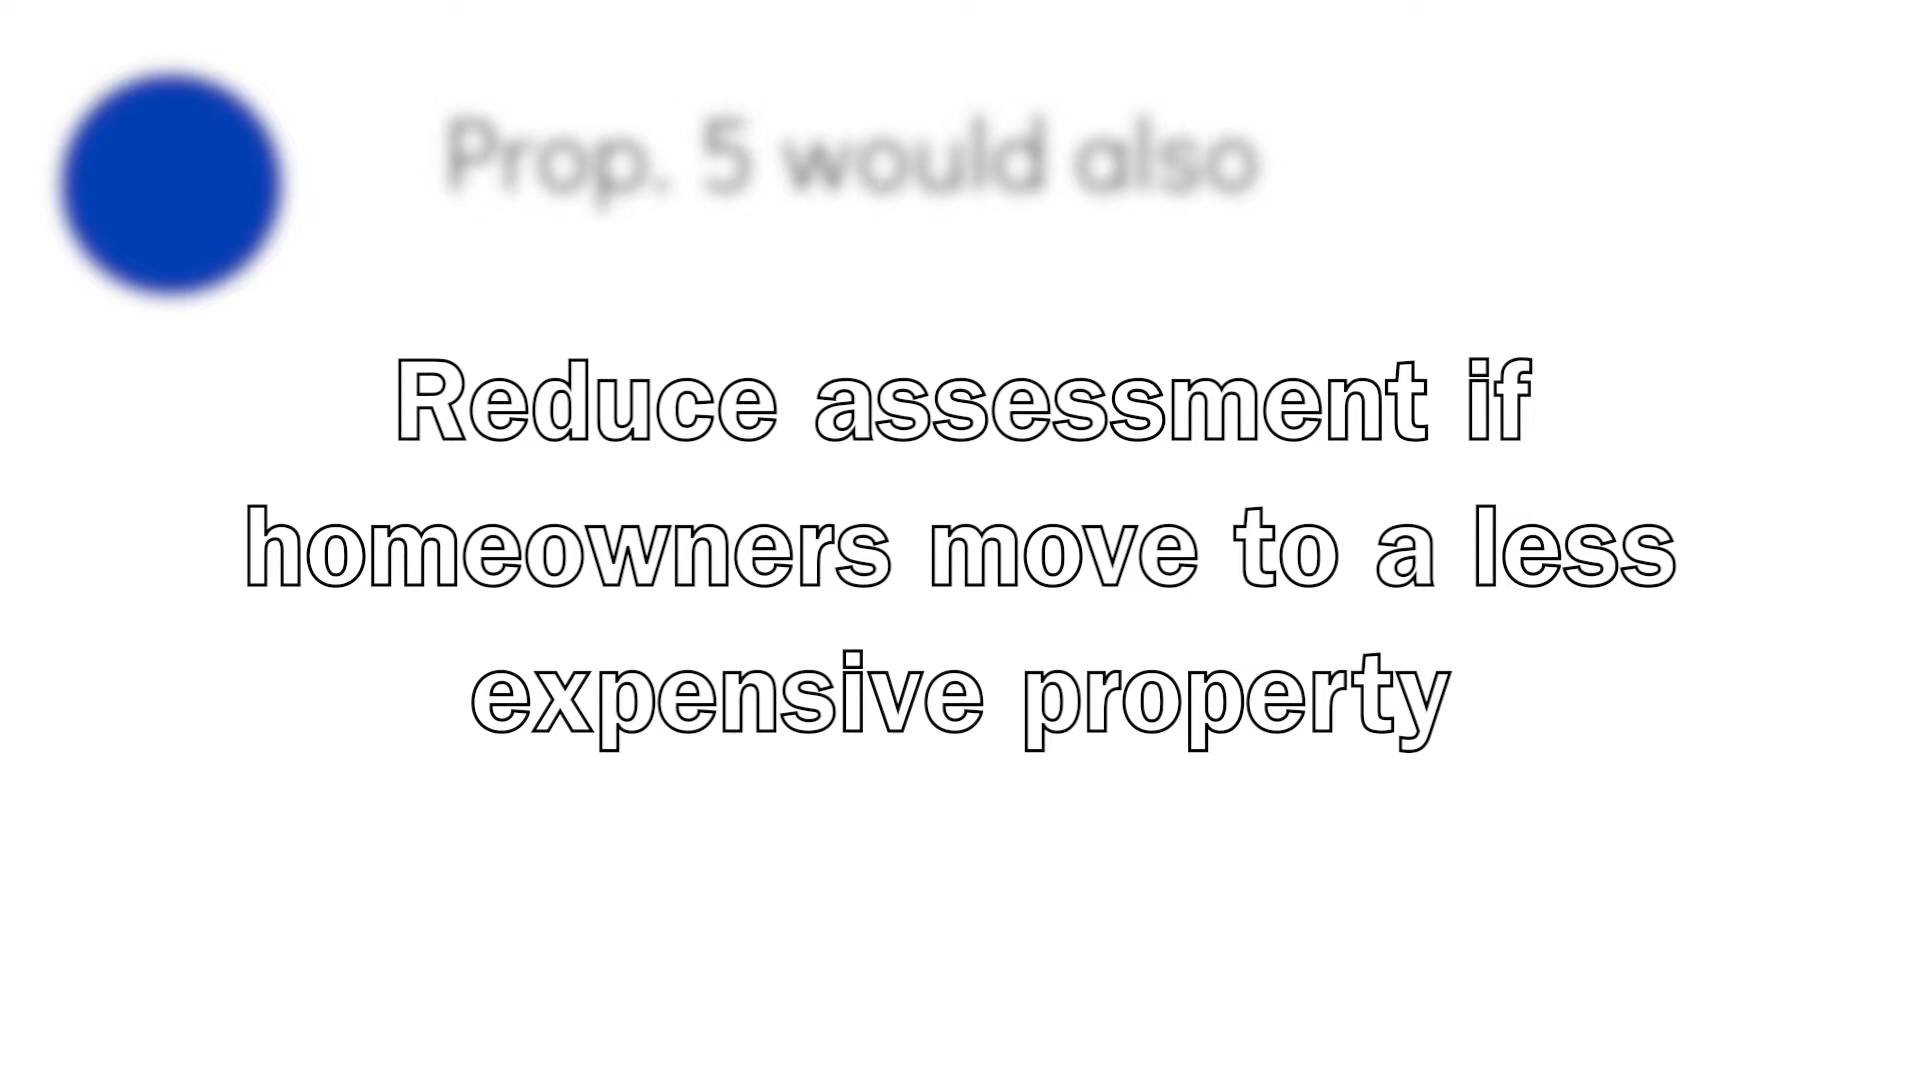 Prop. 5 would also
Reduce assessment if
homeowners move to a less
expensive property